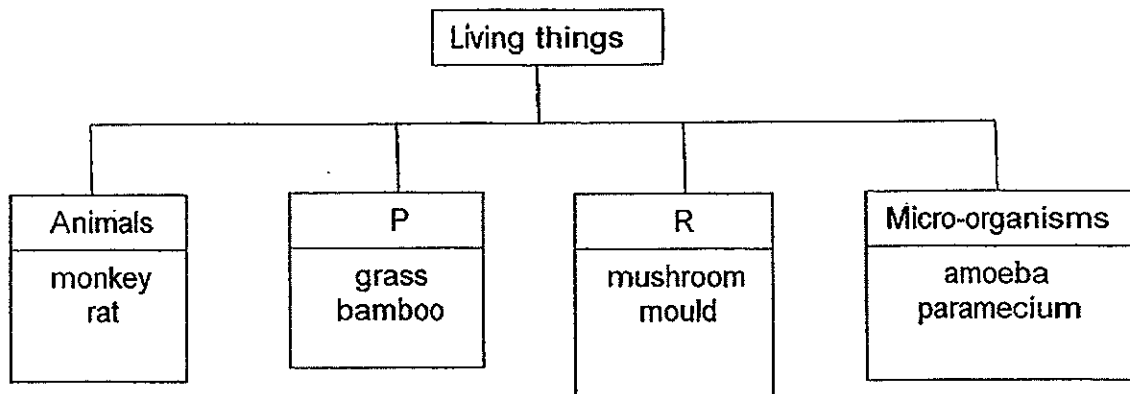 Living things
Animals
monkey
rat
P
grass
bamboo
R
mushroom
mould
Micro-organisms
amoeba
paramecium